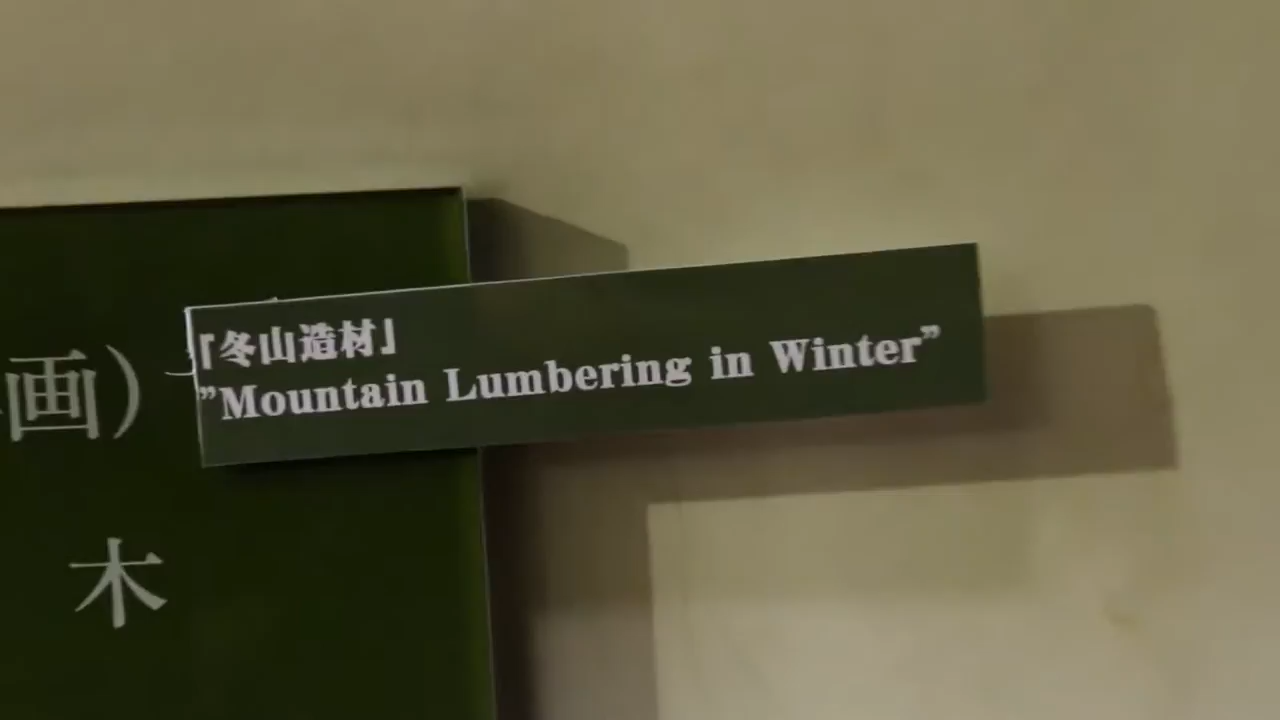 「冬山造材」
”Mountain Lumbering in Winter”
画）
木